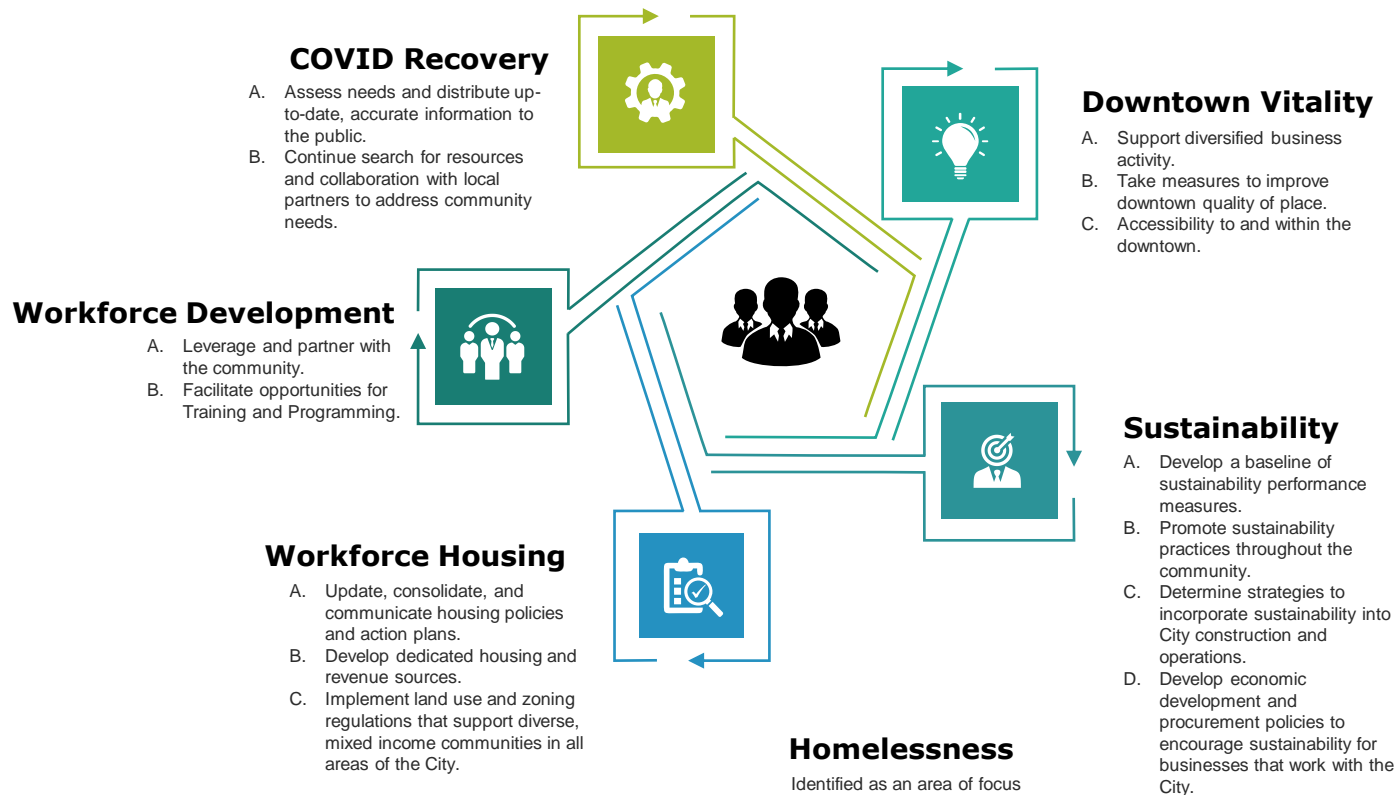 COVID Recovery
A. Assess needs and distribute up-
to-date, accurate information to
the public.
B. Continue search for resources
and collaboration with local
partners to address community
needs.
Downtown Vitality
A. Support diversified business
activity.
B. Take measures to improve
downtown quality of place.
C. Accessibility to and within the
downtown.
Workforce Development
A. Leverage and partner with
the community.
B. Facilitate opportunities for
Training and Programming.
Sustainability
A. Develop a baseline of
sustainability performance
measures.
B. Promote sustainability
practices throughout the
community.
C. Determine strategies to
incorporate sustainability into
City construction and
operations.
D. Develop economic
development and
procurement policies to
encourage sustainability for
businesses that work with the
City.
Workforce Housing
A. Update, consolidate, and
communicate housing policies
and action plans.
B. Develop dedicated housing and
revenue sources.
C. Implement land use and zoning
regulations that support diverse,
mixed income communities in all
areas of the City.
Homelessness
Identified as an area of focus